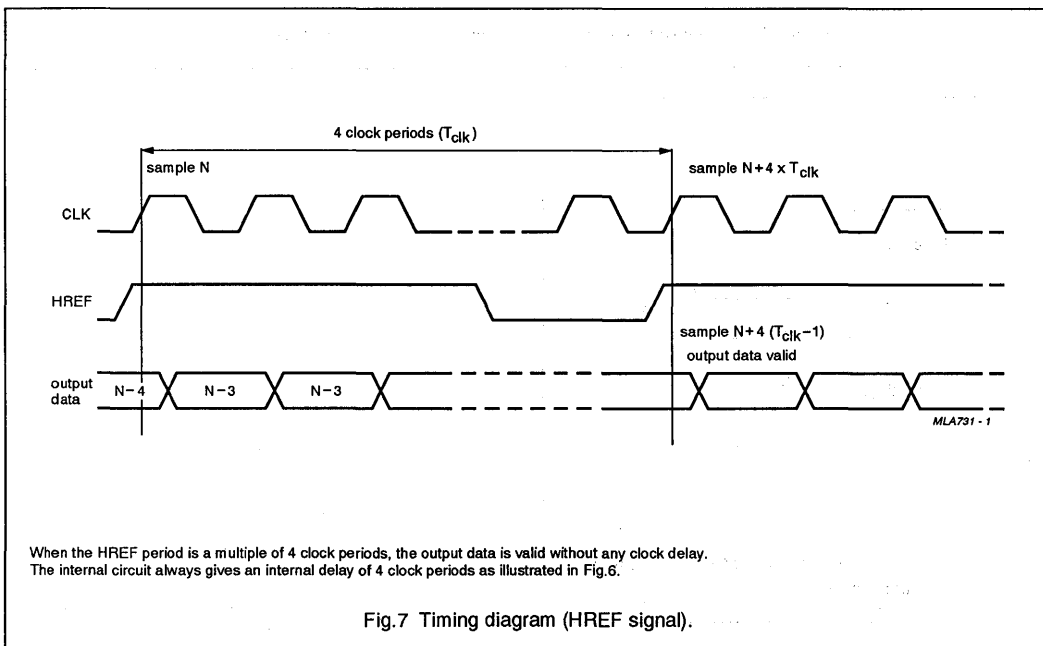 4 clock periods (Tclk)
sample N
sample N+4 x Tclk
CLK
HREF
sample N+4 (Tclk−1)
output data valid
output
data
N−4
N−3
N−3
MLA731 - 1
When the HREF period is a multiple of 4 clock periods, the output data is valid without any clock delay.
The internal circuit always gives an internal delay of 4 clock periods as illustrated in Fig.6.
Fig.7 Timing diagram (HREF signal).